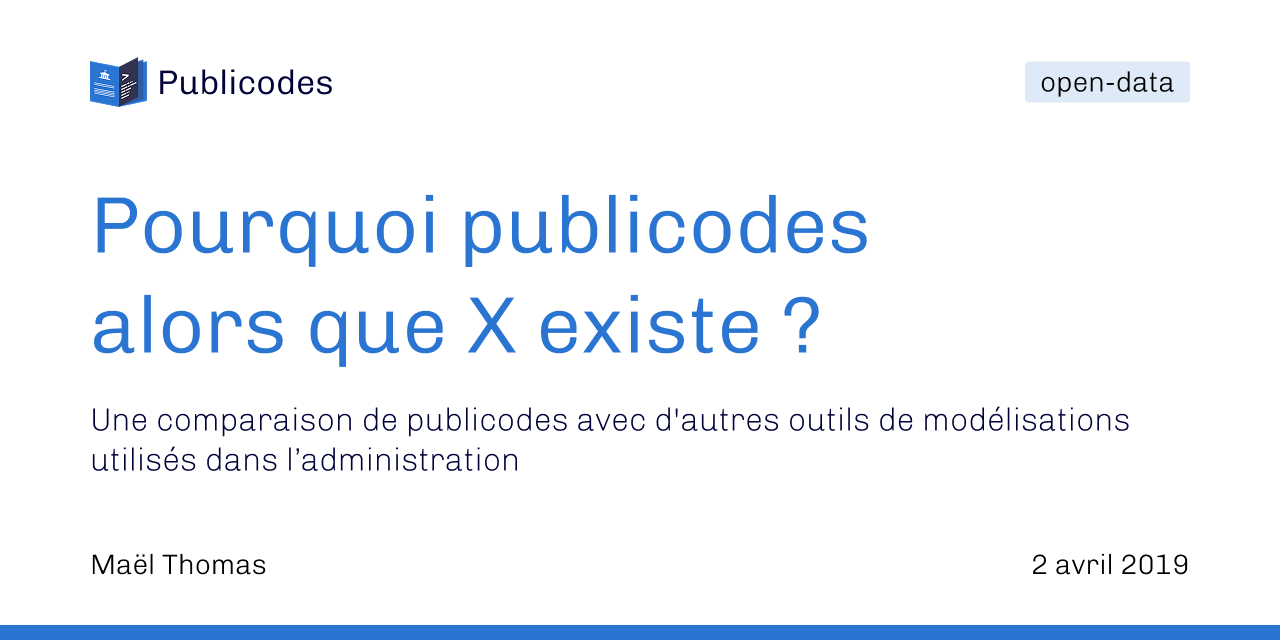 Publicodes
open-data
Pourquoi publicodes
alors que X existe ?
Une comparaison de publicodes avec d'autres outils de modélisations
utilisés dans l’administration
Maël Thomas
2 avril 2019